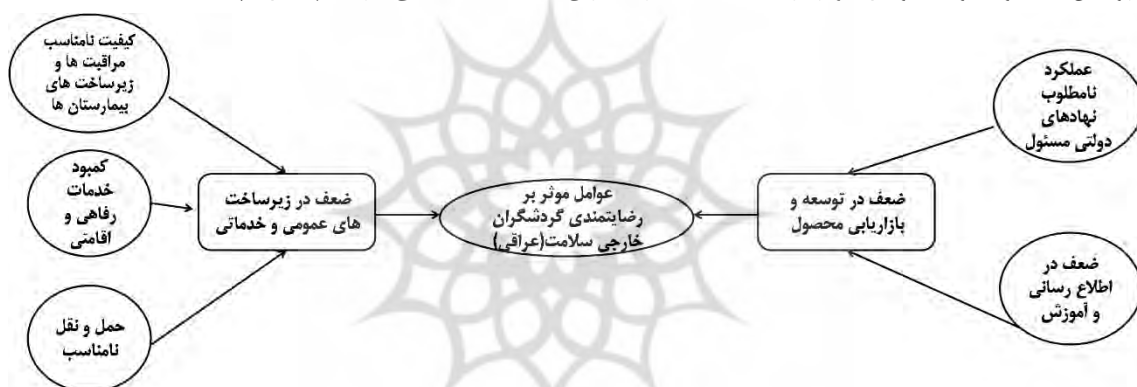 کیفیت نامناسب
مراقبت ها و
زیرساخت های
بیمارستان ها
عملکرد
نامطلوب
نهادهای
دولتی مسئول
کمبود
خدمات
رفاهی و
اقامتی
ضعف در زیرساخت
های عمومی و خدماتی
عوامل موثر بر
رضایتمندی گردشگران
خارجی سلامت(عراقی)
ضعف در توسعه و
بازاریابی محصول
حمل و نقل
نامناسب
ضعف در
اطلاع رسانی
و آموزش